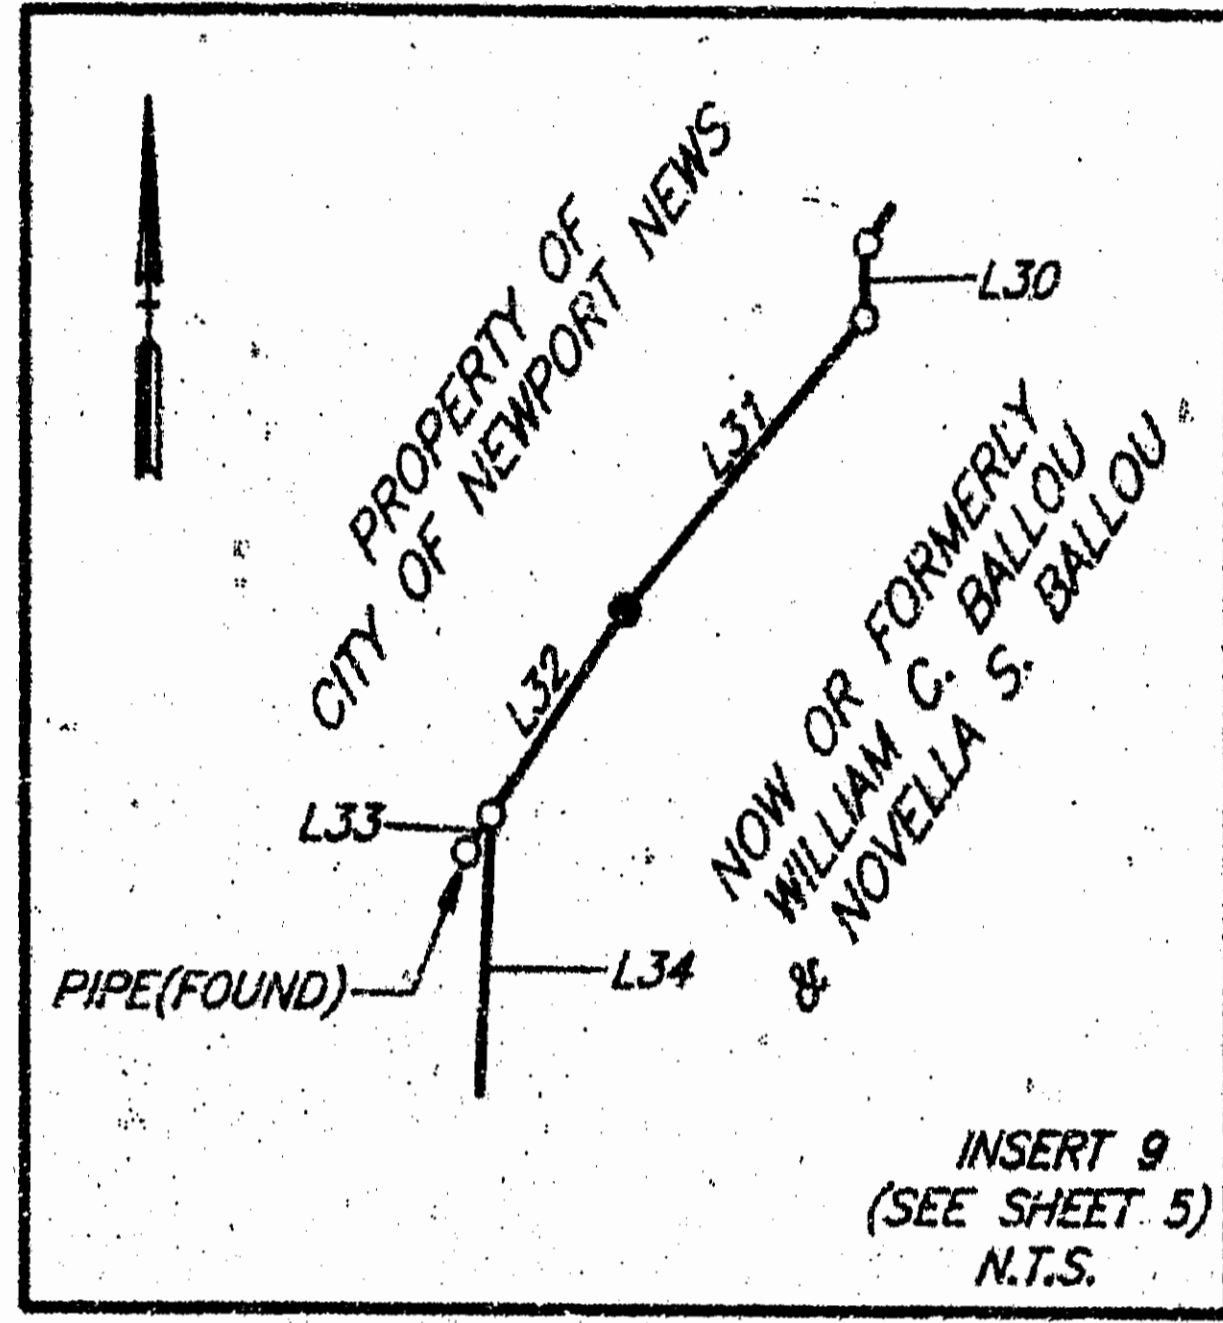 PROPERTY OF
CITY OF NEWPORT NEWS
L30
L31
NOW OR FORMERLY
WILLIAM C. BALLOU
& NOVELLA S. BALLOU
L32
L33
PIPE(FOUND)
L34
INSERT 9
(SEE SHEET 5)
N.T.S.